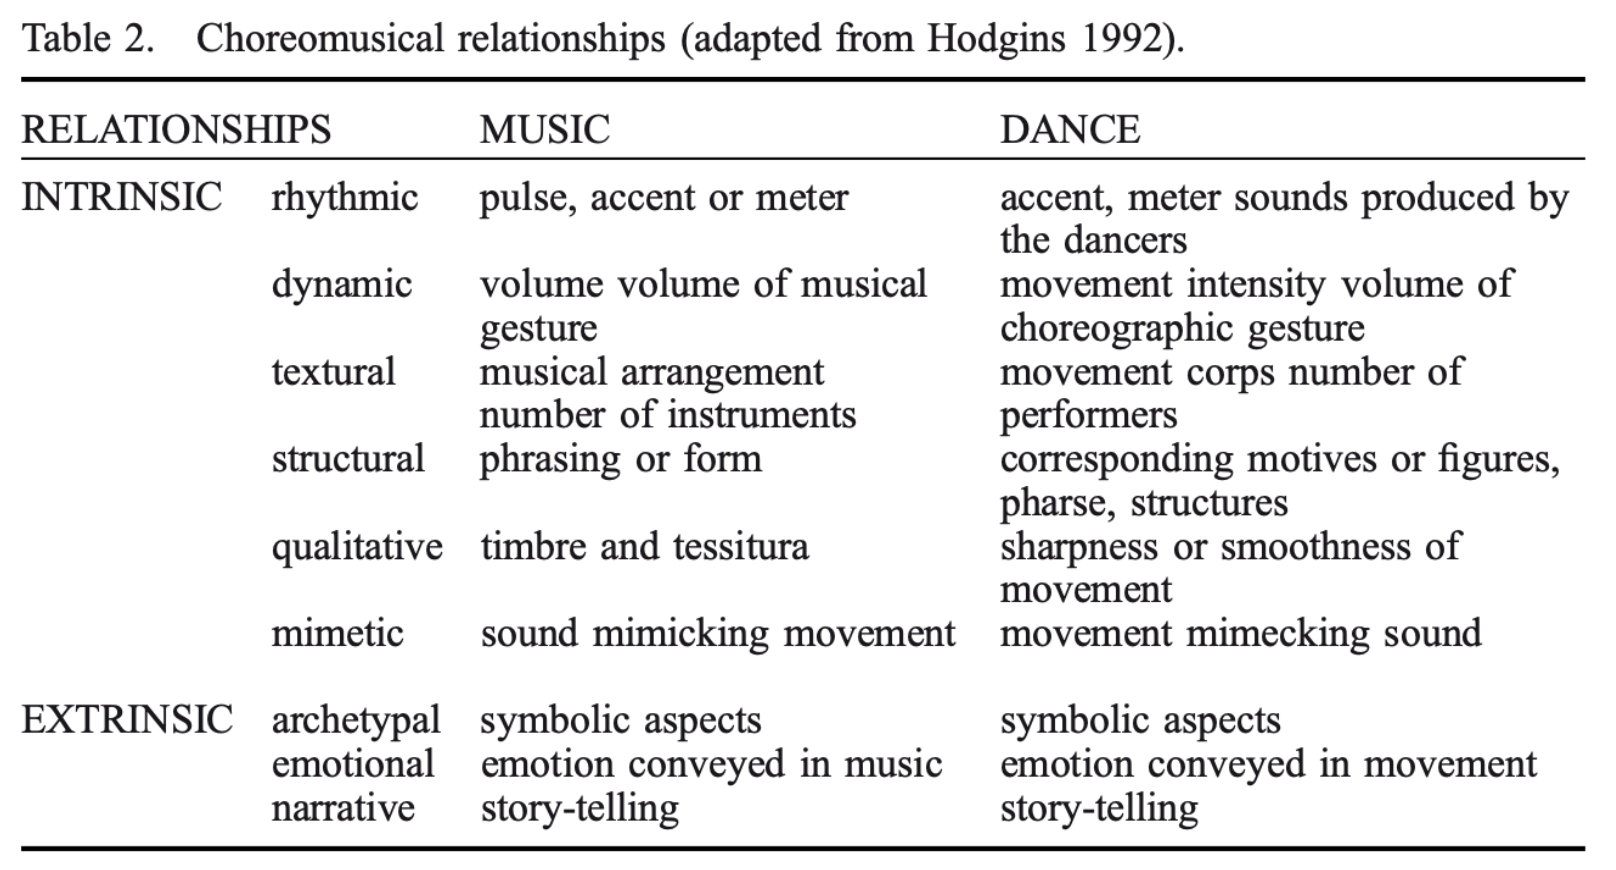 Table 2. Choreomusical relationships (adapted from Hodgins 1992).
RELATIONSHIPS MUSIC DANCE
INTRINSIC rhythmic pulse, accent or meter accent, meter sounds produced by
the dancers
dynamic volume volume of musical movement intensity volume of
gesture choreographic gesture
textural musical arrangement movement corps number of
number of instruments performers
structural phrasing or form corresponding motives or figures,
pharse, structures
qualitative timbre and tessitura sharpness or smoothness of
movement
mimetic sound mimicking movement movement mimecking sound
EXTRINSIC archetypal symbolic aspects symbolic aspects
emotional emotion conveyed in music emotion conveyed in movement
narrative story-telling story-telling